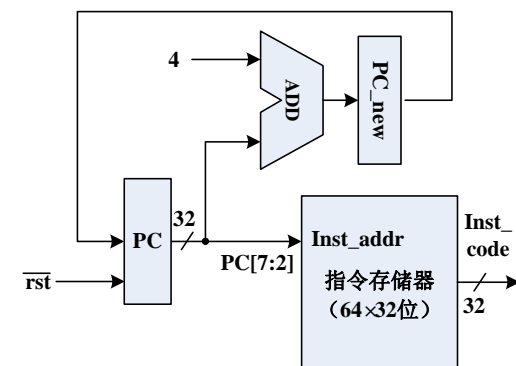 4
ADD
PC_new
32
PC
PC[7:2]
rst
Inst_addr
指令存储器
（64×32位）
Inst_
code
32